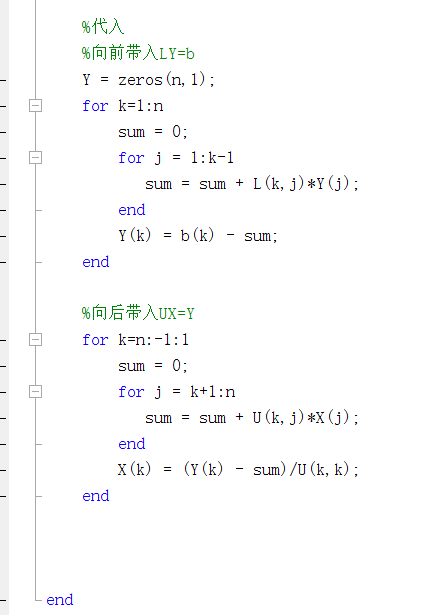 %代入
%向前带入LY=b
Y = zeros(n,1);
for k=1:n
sum = 0;
for j = 1:k-1
sum = sum + L(k,j)*Y(j);
end
Y(k) = b(k) - sum;
end
%向后带入UX=Y
for k=n:-1:1
sum = 0;
for j = k+1:n
sum = sum + U(k,j)*X(j);
end
X(k) = (Y(k) - sum)/U(k,k);
end
end